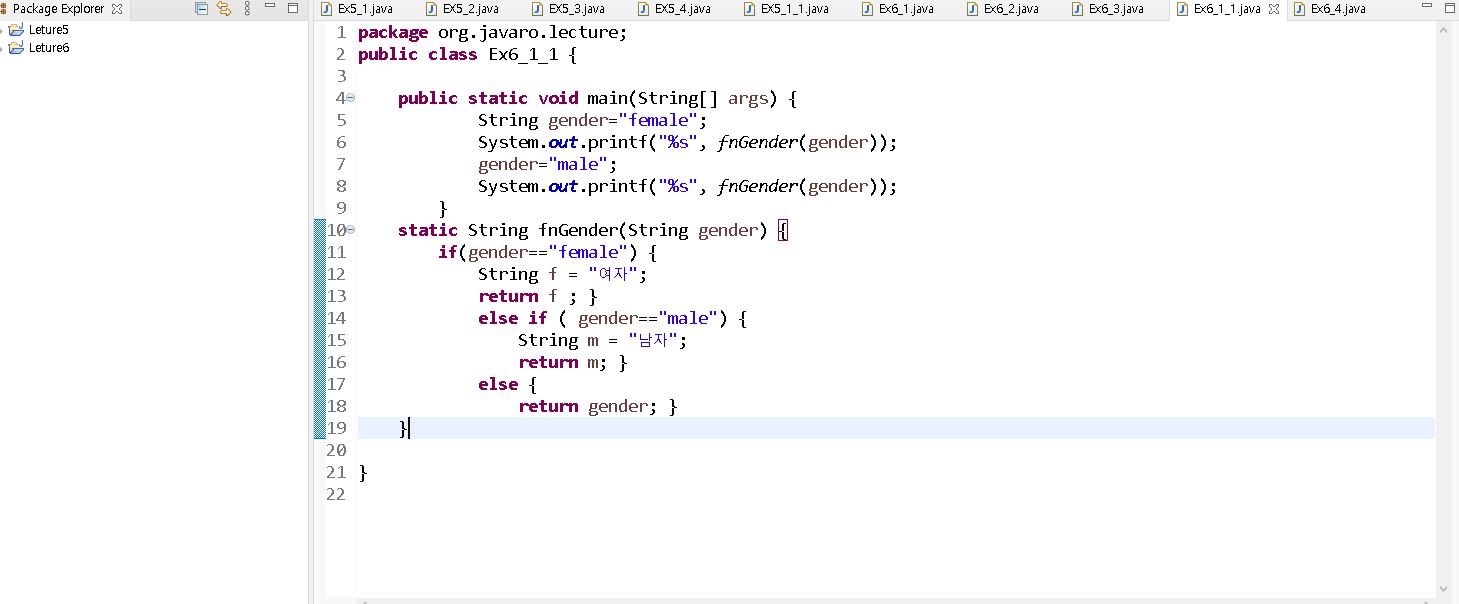 Package Explorer
EX5_1.java EX5_2.java EX5_3.java EX5_4.java EX5_1_1.java Ex6_1.java Ex6_2.java Ex6_3.java Ex6_1_1.java Ex6_4.java
Leture5
Leture6
1 package org.javaro.lecture;
2 public class Ex6_1_1 {
3
4 public static void main(String[] args) {
5 String gender="female";
6 System.out.printf("%s", fnGender(gender));
7 gender="male";
8 System.out.printf("%s", fnGender(gender));
9 }
10 static String fnGender(String gender) {
11 if(gender=="female") {
12 String f = "여자";
13 return f ; }
14 else if ( gender=="male") {
15 String m = "남자";
16 return m; }
17 else {
18 return gender; }
19 }
20
21 }
22